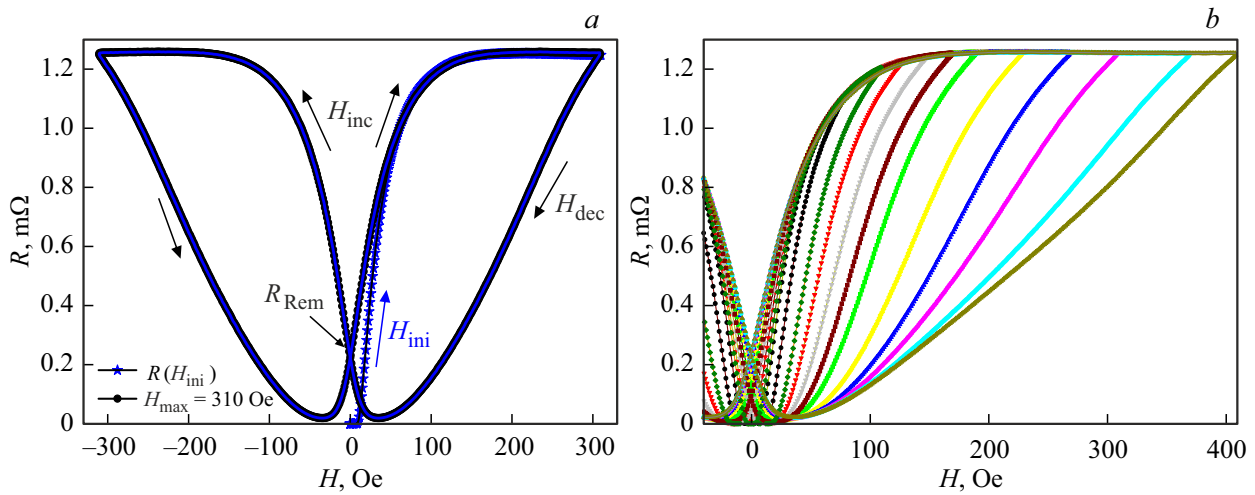 a
R, mΩ
1.2
1.0
0.8
0.6
0.4
0.2
0
H_inc
H_dec
R_Rem
H_ini
R(H_ini)
H_max = 310 Oe
–300 –200 –100 0 100 200 300
H, Oe
b
R, mΩ
1.2
1.0
0.8
0.6
0.4
0.2
0
0 100 200 300 400
H, Oe